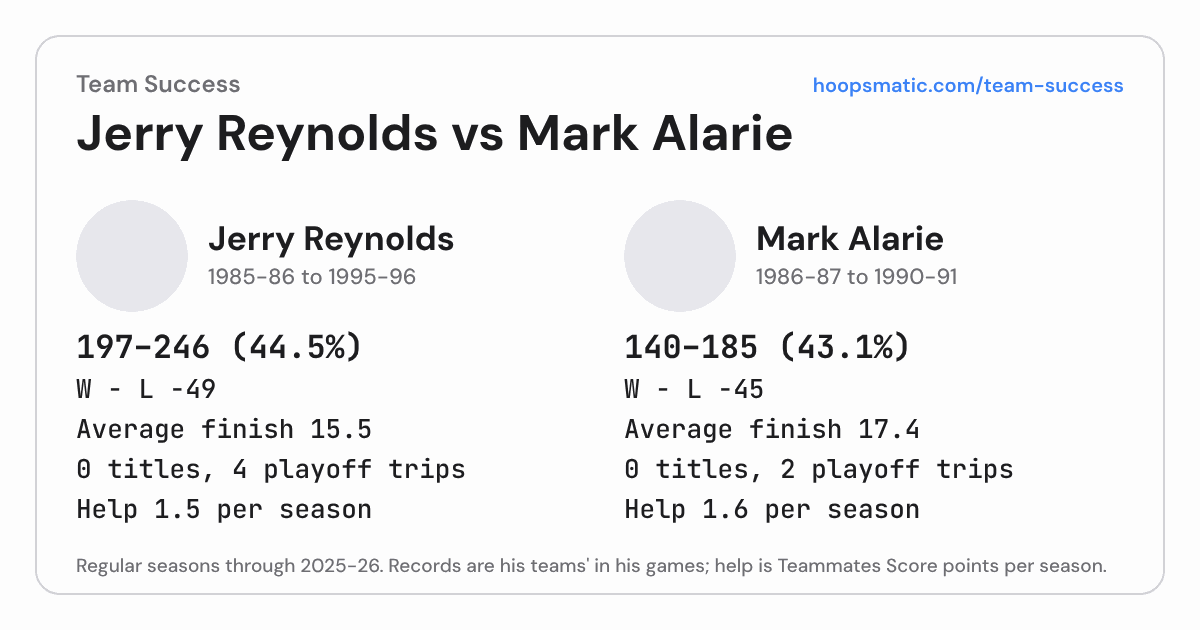 Team Success
hoopsmatic.com/team-success
Jerry Reynolds vs Mark Alarie
Jerry Reynolds
1985-86 to 1995-96
197-246 (44.5%)
W - L -49
Average finish 15.5
0 titles, 4 playoff trips
Help 1.5 per season
Mark Alarie
1986-87 to 1990-91
140-185 (43.1%)
W - L -45
Average finish 17.4
0 titles, 2 playoff trips
Help 1.6 per season
Regular seasons through 2025-26. Records are his teams' in his games; help is Teammates Score points per season.